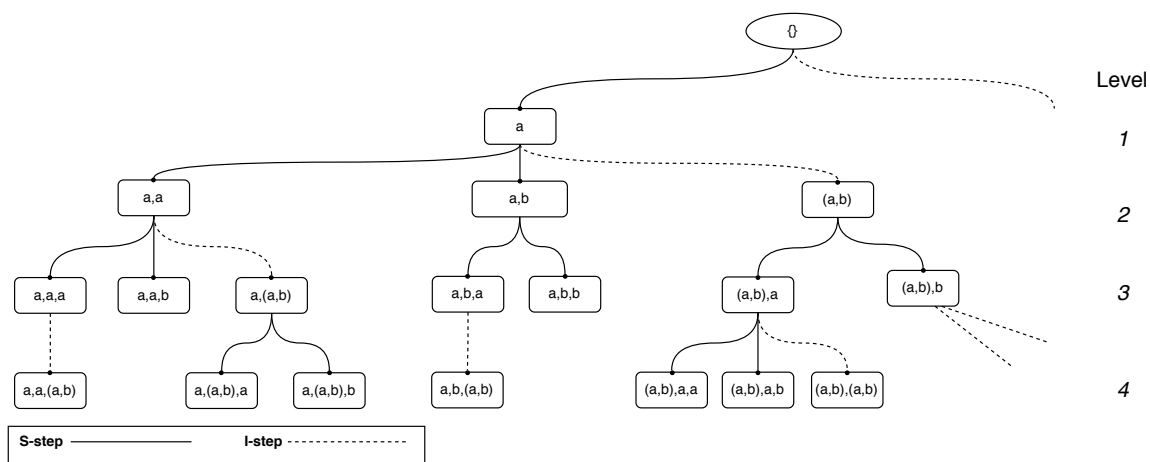 {}
Level
a
1
a,a
a,b
(a,b)
2
a,a,a
a,a,b
a,(a,b)
a,b,a
a,b,b
(a,b),a
(a,b),b
3
a,a,(a,b)
a,(a,b),a
a,(a,b),b
a,b,(a,b)
(a,b),a,a
(a,b),a,b
(a,b),(a,b)
4
S-step
I-step